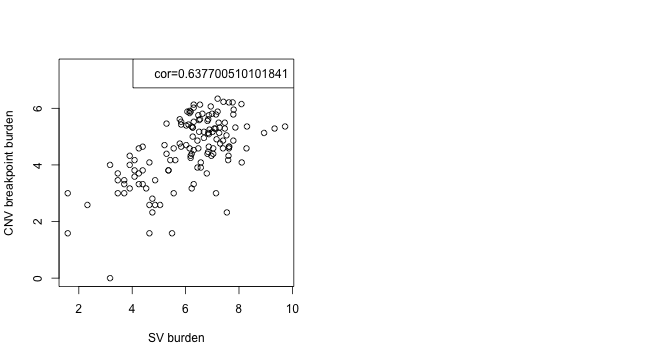 cor=0.637700510101841
CNV breakpoint burden
6
4
2
0
2 4 6 8 10
SV burden